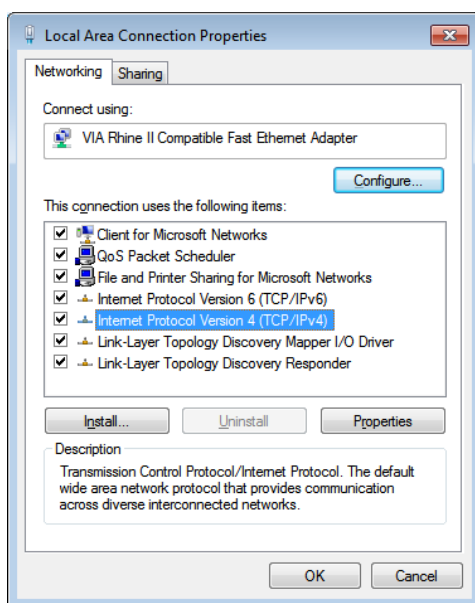 Local Area Connection Properties
Networking
Sharing
Connect using:
VIA Rhine II Compatible Fast Ethernet Adapter
Configure...
This connection uses the following items:
Client for Microsoft Networks
QoS Packet Scheduler
File and Printer Sharing for Microsoft Networks
Internet Protocol Version 6 (TCP/IPv6)
Internet Protocol Version 4 (TCP/IPv4)
Link-Layer Topology Discovery Mapper I/O Driver
Link-Layer Topology Discovery Responder
Install...
Uninstall
Properties
Description
Transmission Control Protocol/Internet Protocol. The default
wide area network protocol that provides communication
across diverse interconnected networks.
OK
Cancel